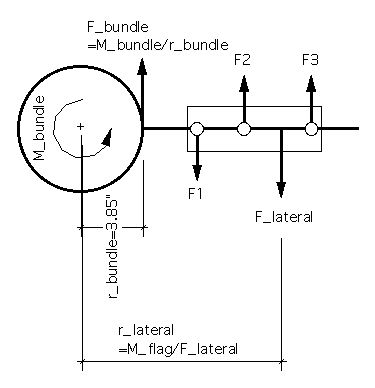 F_bundle
=M_bundle/r_bundle
F2
F3
M_bundle
F1
F_lateral
r_bundle=3.85"
r_lateral
=M_flag/F_lateral